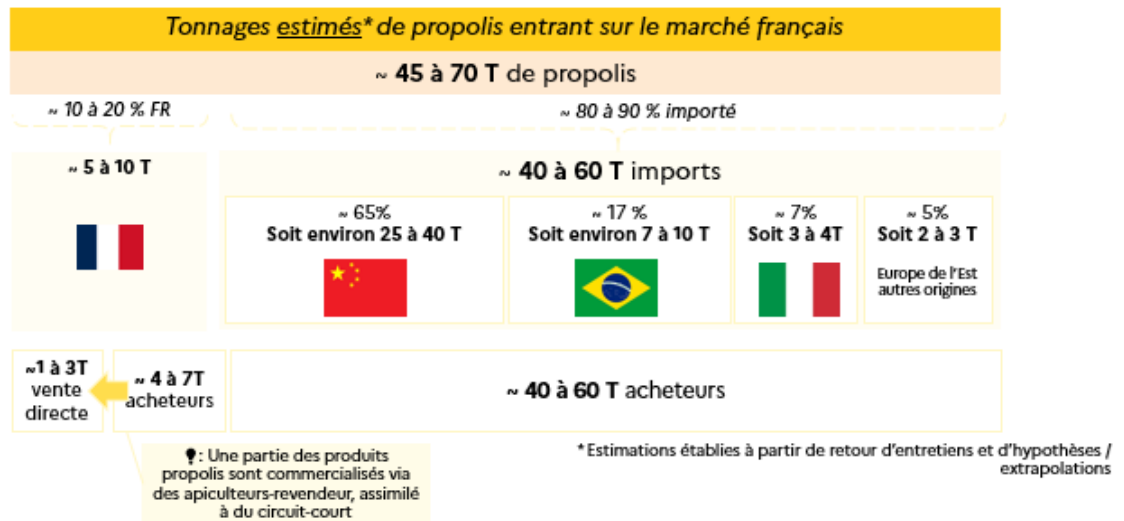 Tonnages estimés* de propolis entrant sur le marché français
~ 45 à 70 T de propolis
~ 10 à 20 % FR
~ 80 à 90 % importé
~ 5 à 10 T
~ 40 à 60 T imports
~ 65%
Soit environ 25 à 40 T
~ 17 %
Soit environ 7 à 10 T
~ 7%
Soit 3 à 4T
~ 5%
Soit 2 à 3 T
Europe de l'Est
autres origines
~1 à 3T
vente
directe
~ 4 à 7T
acheteurs
~ 40 à 60 T acheteurs
: Une partie des produits
propolis sont commercialisés via
des apiculteurs-revendeur, assimilé
à du circuit-court
*Estimations établies à partir de retour d'entretiens et d'hypothèses /
extrapolations